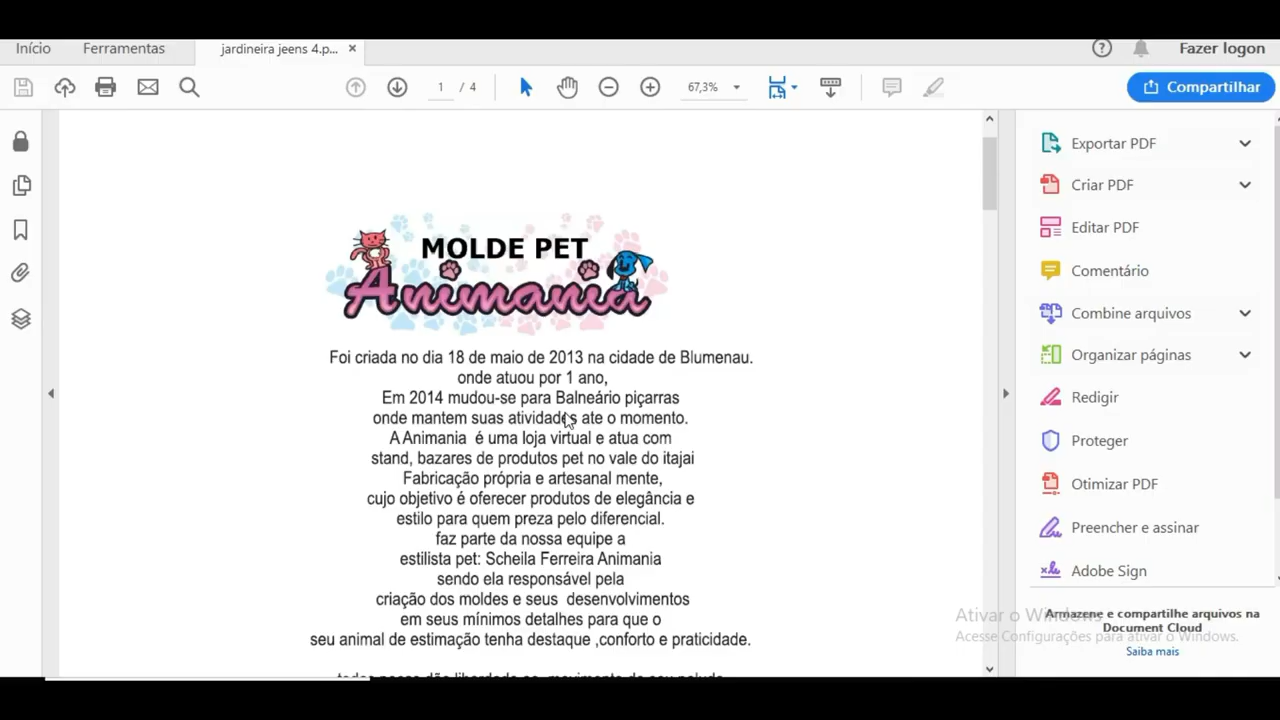 Início
Ferramentas
jardineira jeens 4.p...
Fazer logon
1 / 4
67,3%
Compartilhar
MOLDE PET
Animania
Foi criada no dia 18 de maio de 2013 na cidade de Blumenau.
onde atuou por 1 ano,
Em 2014 mudou-se para Balneário piçarras
onde mantem suas atividades ate o momento.
A Animania é uma loja virtual e atua com
stand, bazares de produtos pet no vale do itajai
Fabricação própria e artesanal mente,
cujo objetivo é oferecer produtos de elegância e
estilo para quem preza pelo diferencial.
faz parte da nossa equipe a
estilista pet: Scheila Ferreira Animania
sendo ela responsável pela
criação dos moldes e seus desenvolvimentos
em seus mínimos detalhes para que o
seu animal de estimação tenha destaque ,conforto e praticidade.
Exportar PDF
Criar PDF
Editar PDF
Comentário
Combine arquivos
Organizar páginas
Redigir
Proteger
Otimizar PDF
Preencher e assinar
Adobe Sign
Armazene e compartilhe arquivos na
Document Cloud
Saiba mais
Ativar o Windows
Acesse Configurações para ativar o Windows.